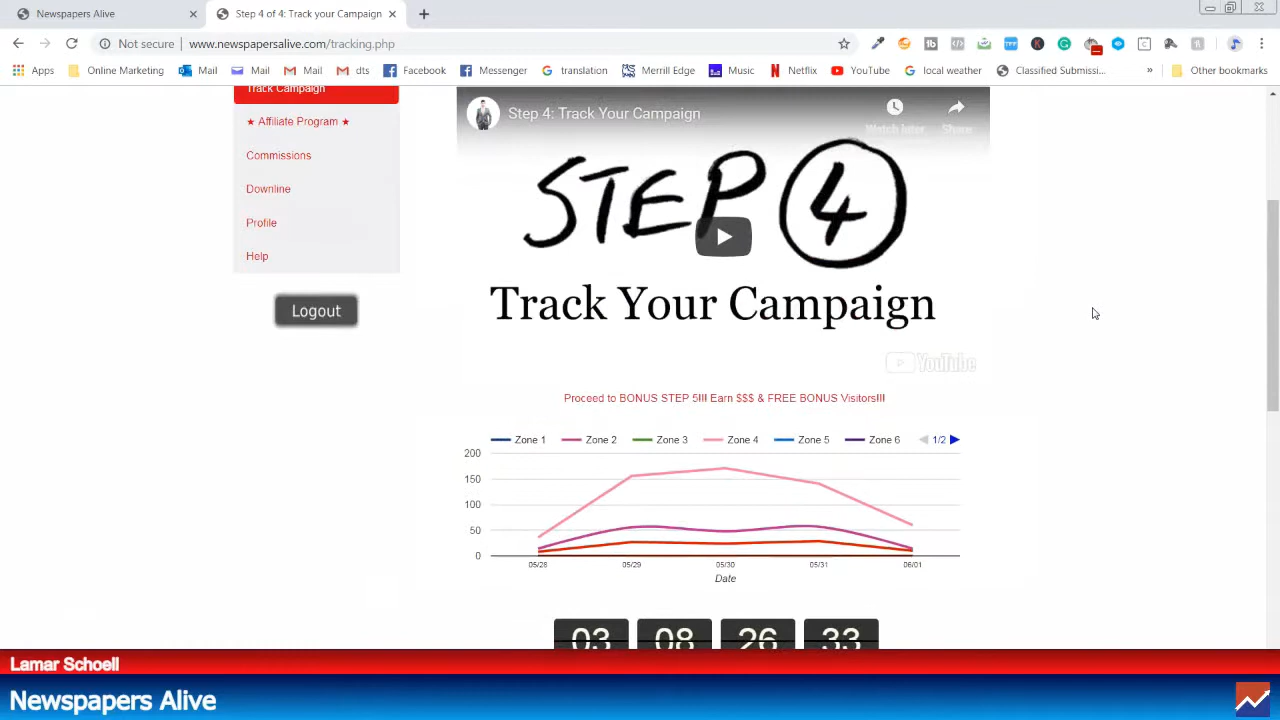 Newspapers Alive
Step 4 of 4: Track your Campaign
Not secure
www.newspapersalive.com/tracking.php
Apps
Online Marketing
Mail
Mail
Mail
dts
Facebook
Messenger
translation
Merrill Edge
Music
Netflix
YouTube
local weather
Classified Submissi...
»
Other bookmarks
Track Campaign
★ Affiliate Program ★
Commissions
Downline
Profile
Help
Logout
Step 4: Track Your Campaign
Watch later
Share
STEP 4
Track Your Campaign
YouTube
Proceed to BONUS STEP 5!!! Earn $$$ & FREE BONUS Visitors!!!
Zone 1 Zone 2 Zone 3 Zone 4 Zone 5 Zone 6 1/2
200
150
100
50
0
05/28 05/29 05/30 05/31 06/01
Date
03 08 26 33
Lamar Schoell
Newspapers Alive